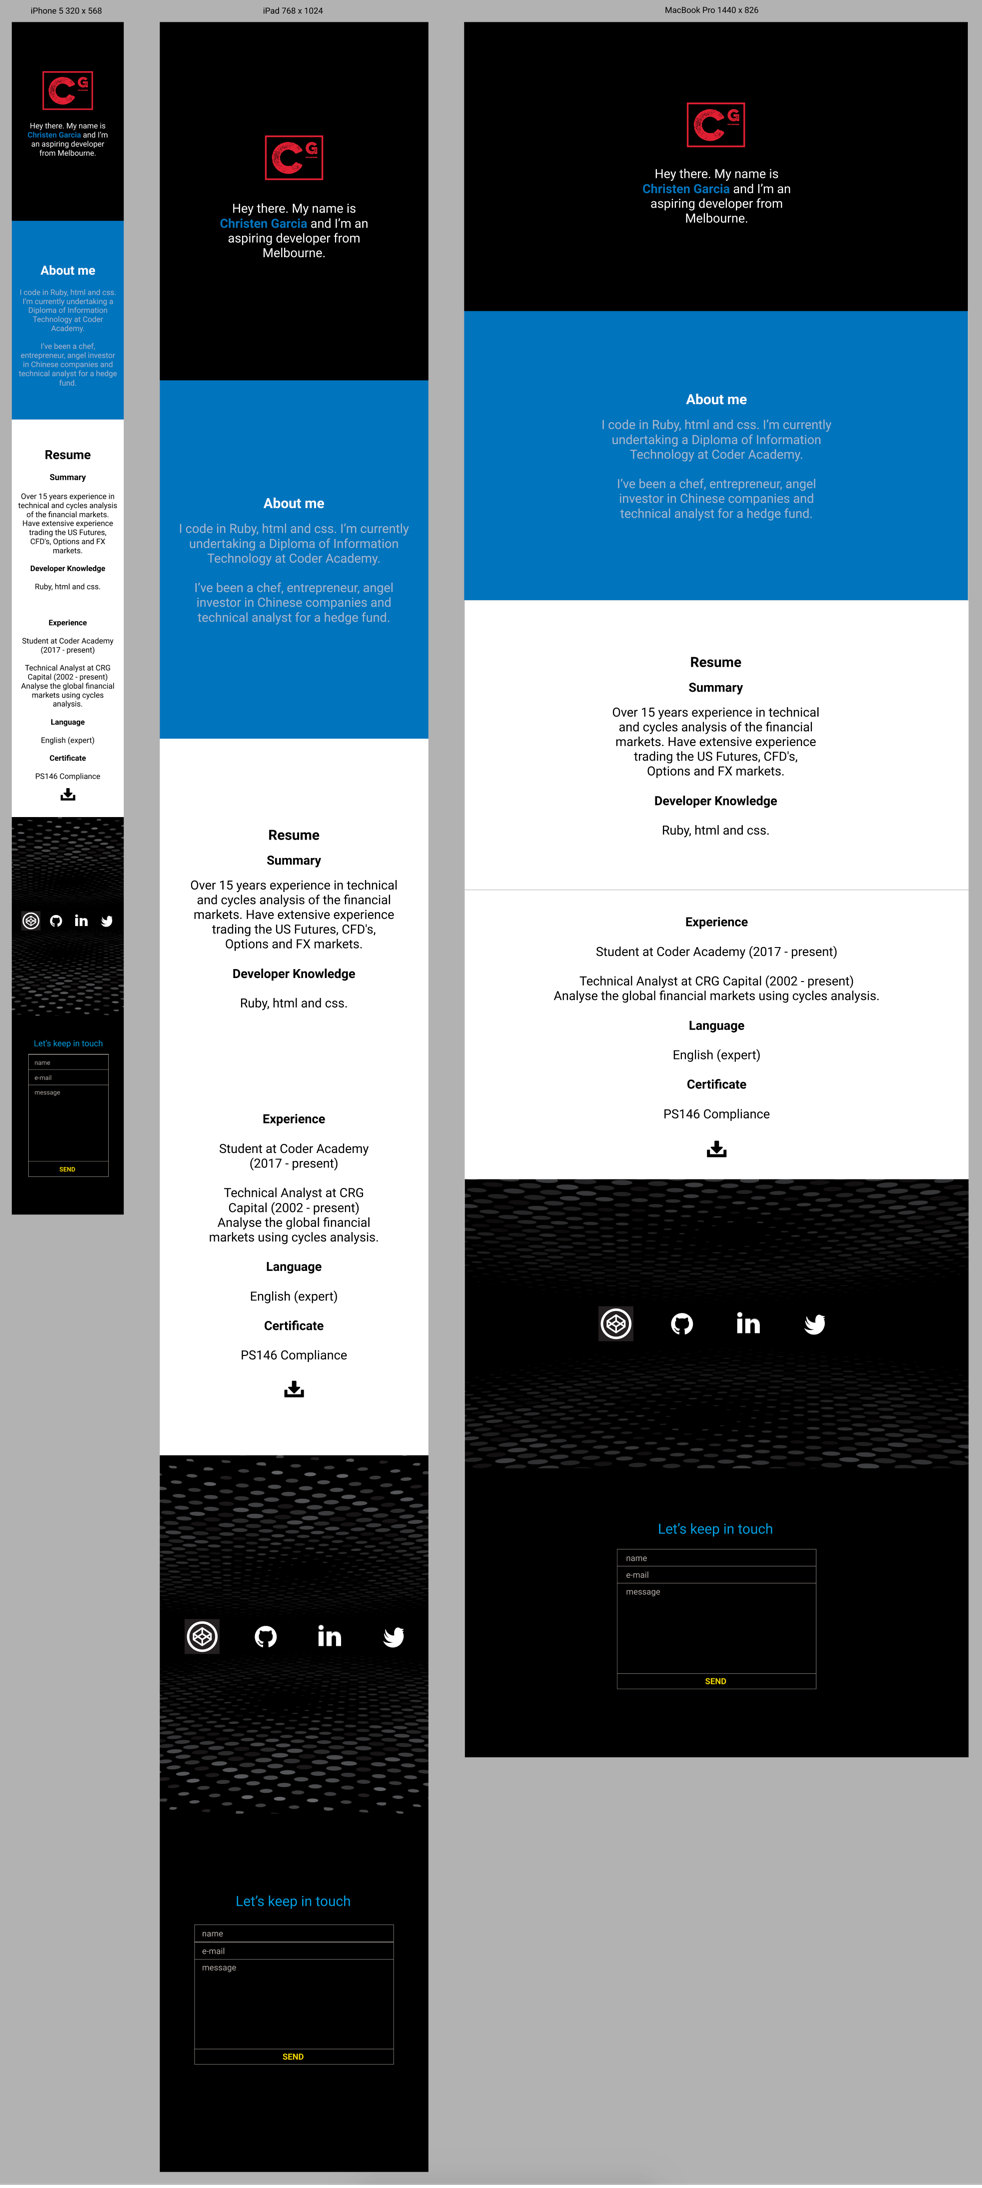 iPhone 5 320 x 568
CG
Hey there. My name is
Christen Garcia and I'm
an aspiring developer
from Melbourne.
About me
I code in Ruby, html and css.
I'm currently undertaking a
Diploma of Information
Technology at Coder
Academy.
I've been a chef,
entrepreneur, angel investor
in Chinese companies and
technical analyst for a hedge
fund.
Resume
Summary
Over 15 years experience in
technical and cycles analysis
of the financial markets.
Have extensive experience
trading the US Futures,
CFD's, Options and FX
markets.
Developer Knowledge
Ruby, html and css.
Experience
Student at Coder Academy
(2017 - present)
Technical Analyst at CRG
Capital (2002 - present)
Analyse the global financial
markets using cycles
analysis.
Language
English (expert)
Certificate
PS146 Compliance
in
Let's keep in touch
name
e-mail
message
SEND
iPad 768 x 1024
CG
Hey there. My name is
Christen Garcia and I'm an
aspiring developer from
Melbourne.
About me
I code in Ruby, html and css. I'm currently
undertaking a Diploma of Information
Technology at Coder Academy.
I've been a chef, entrepreneur, angel
investor in Chinese companies and
technical analyst for a hedge fund.
Resume
Summary
Over 15 years experience in technical
and cycles analysis of the financial
markets. Have extensive experience
trading the US Futures, CFD's,
Options and FX markets.
Developer Knowledge
Ruby, html and css.
Experience
Student at Coder Academy
(2017 - present)
Technical Analyst at CRG
Capital (2002 - present)
Analyse the global financial
markets using cycles analysis.
Language
English (expert)
Certificate
PS146 Compliance
in
Let's keep in touch
name
e-mail
message
SEND
MacBook Pro 1440 x 826
CG
Hey there. My name is
Christen Garcia and I'm an
aspiring developer from
Melbourne.
About me
I code in Ruby, html and css. I'm currently
undertaking a Diploma of Information
Technology at Coder Academy.
I've been a chef, entrepreneur, angel
investor in Chinese companies and
technical analyst for a hedge fund.
Resume
Summary
Over 15 years experience in technical
and cycles analysis of the financial
markets. Have extensive experience
trading the US Futures, CFD's,
Options and FX markets.
Developer Knowledge
Ruby, html and css.
Experience
Student at Coder Academy (2017 - present)
Technical Analyst at CRG Capital (2002 - present)
Analyse the global financial markets using cycles analysis.
Language
English (expert)
Certificate
PS146 Compliance
in
Let's keep in touch
name
e-mail
message
SEND